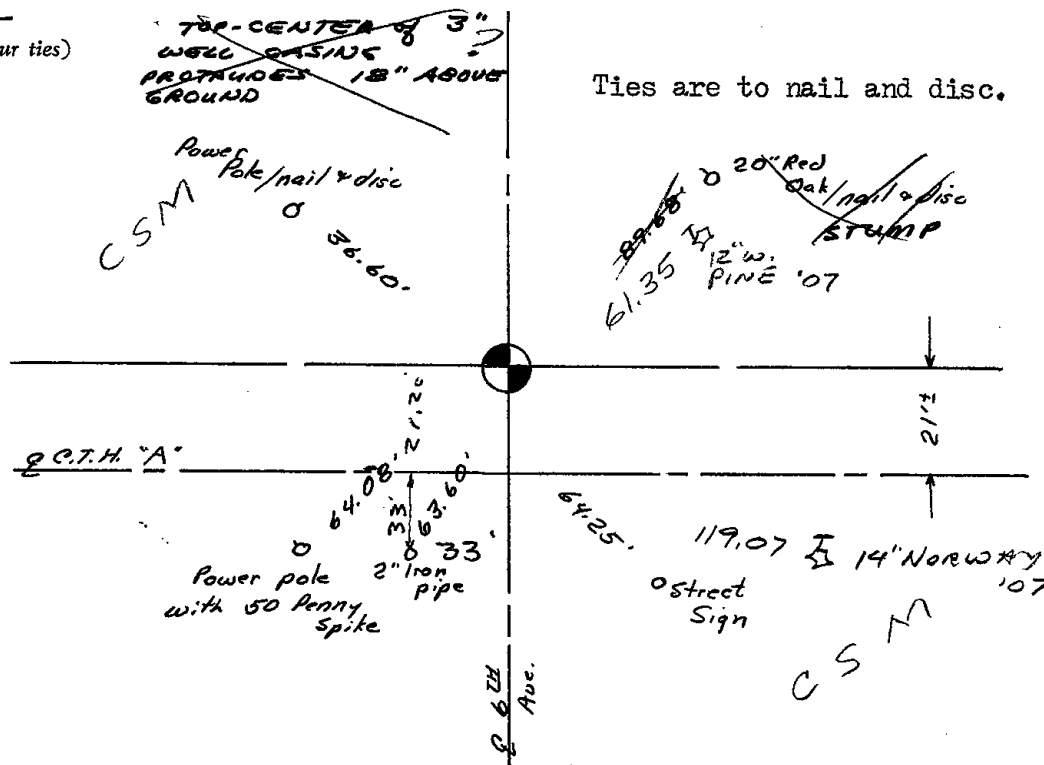 ur ties)
TOP-CENTER of 3"?
WELL CASING
PROTRUDES 18" ABOVE
GROUND
Ties are to nail and disc.
Power
Pole/nail & disc
CSM
36.60'
20" Red
Oak/nail & disc
STUMP
61.35
12" W.
PINE '07
21.20'
21'±
℄ C.T.H. "A"
64.08'
33'
63.60'
33'
2" Iron
pipe
Power pole
with 50 Penny
Spike
64.25'
119.07
14" NORWAY
'07
Street
Sign
CSM
℄ 6TH
Ave.